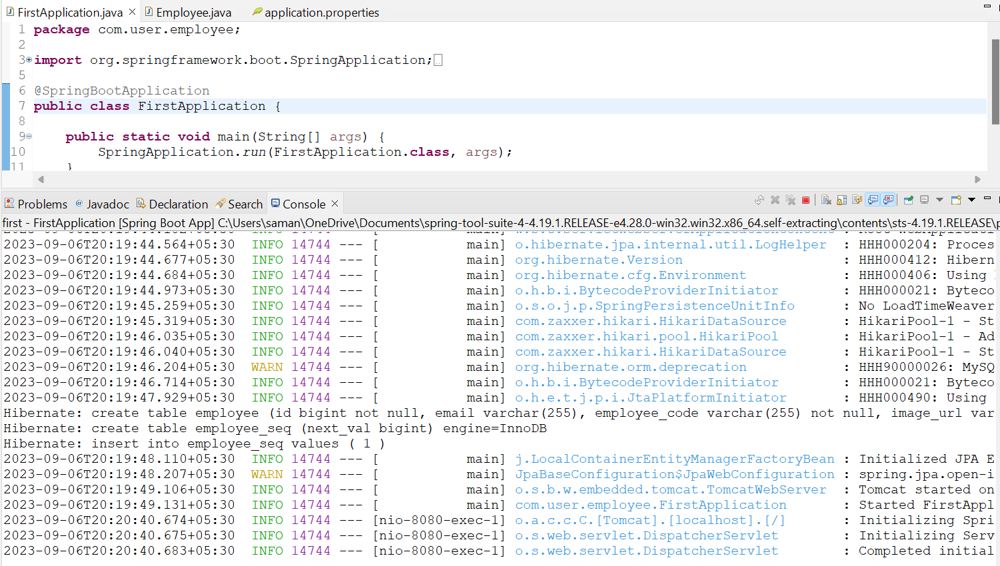 FirstApplication.java Employee.java application.properties
1 package com.user.employee;
2
3 import org.springframework.boot.SpringApplication;
5
6 @SpringBootApplication
7 public class FirstApplication {
8
9 public static void main(String[] args) {
10 SpringApplication.run(FirstApplication.class, args);
11 }
Problems @ Javadoc Declaration Search Console
first - FirstApplication [Spring Boot App] C:\Users\saman\OneDrive\Documents\spring-tool-suite-4-4.19.1.RELEASE-e4.28.0-win32.win32.x86_64.self-extracting\contents\sts-4.19.1.RELEASE\p
2023-09-06T20:19:44.564+05:30 INFO 14744 --- [ main] o.hibernate.jpa.internal.util.LogHelper : HHH000204: Proces
2023-09-06T20:19:44.677+05:30 INFO 14744 --- [ main] org.hibernate.Version : HHH000412: Hibern
2023-09-06T20:19:44.684+05:30 INFO 14744 --- [ main] org.hibernate.cfg.Environment : HHH000406: Using
2023-09-06T20:19:44.973+05:30 INFO 14744 --- [ main] o.h.b.i.BytecodeProviderInitiator : HHH000021: Byteco
2023-09-06T20:19:45.259+05:30 INFO 14744 --- [ main] o.s.o.j.p.SpringPersistenceUnitInfo : No LoadTimeWeaver
2023-09-06T20:19:45.319+05:30 INFO 14744 --- [ main] com.zaxxer.hikari.HikariDataSource : HikariPool-1 - St
2023-09-06T20:19:46.035+05:30 INFO 14744 --- [ main] com.zaxxer.hikari.pool.HikariPool : HikariPool-1 - Ad
2023-09-06T20:19:46.040+05:30 INFO 14744 --- [ main] com.zaxxer.hikari.HikariDataSource : HikariPool-1 - St
2023-09-06T20:19:46.204+05:30 WARN 14744 --- [ main] org.hibernate.orm.deprecation : HHH90000026: MySQ
2023-09-06T20:19:46.714+05:30 INFO 14744 --- [ main] o.h.b.i.BytecodeProviderInitiator : HHH000021: Byteco
2023-09-06T20:19:47.929+05:30 INFO 14744 --- [ main] o.h.e.t.j.p.i.JtaPlatformInitiator : HHH000490: Using
Hibernate: create table employee (id bigint not null, email varchar(255), employee_code varchar(255) not null, image_url var
Hibernate: create table employee_seq (next_val bigint) engine=InnoDB
Hibernate: insert into employee_seq values ( 1 )
2023-09-06T20:19:48.110+05:30 INFO 14744 --- [ main] j.LocalContainerEntityManagerFactoryBean : Initialized JPA E
2023-09-06T20:19:48.207+05:30 WARN 14744 --- [ main] JpaBaseConfiguration$JpaWebConfiguration : spring.jpa.open-i
2023-09-06T20:19:49.106+05:30 INFO 14744 --- [ main] o.s.b.w.embedded.tomcat.TomcatWebServer : Tomcat started on
2023-09-06T20:19:49.131+05:30 INFO 14744 --- [ main] com.user.employee.FirstApplication : Started FirstAppl
2023-09-06T20:20:40.674+05:30 INFO 14744 --- [nio-8080-exec-1] o.a.c.c.C.[Tomcat].[localhost].[/] : Initializing Spri
2023-09-06T20:20:40.675+05:30 INFO 14744 --- [nio-8080-exec-1] o.s.web.servlet.DispatcherServlet : Initializing Serv
2023-09-06T20:20:40.683+05:30 INFO 14744 --- [nio-8080-exec-1] o.s.web.servlet.DispatcherServlet : Completed initial